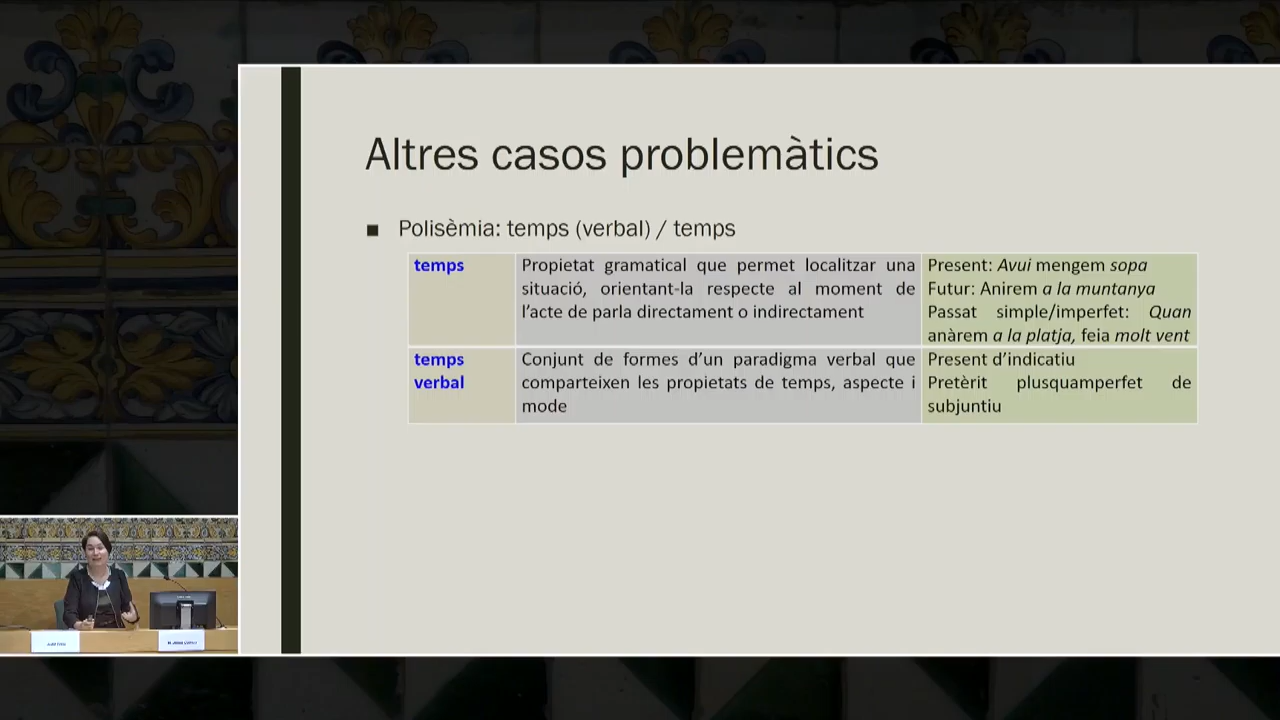 Altres casos problemàtics
■ Polisèmia: temps (verbal) / temps
temps
Propietat gramatical que permet localitzar una
situació, orientant-la respecte al moment de
l'acte de parla directament o indirectament
Present: Avui mengem sopa
Futur: Anirem a la muntanya
Passat simple/imperfet: Quan
anàrem a la platja, feia molt vent
temps
verbal
Conjunt de formes d'un paradigma verbal que
comparteixen les propietats de temps, aspecte i
mode
Present d'indicatiu
Pretèrit plusquamperfet de
subjuntiu